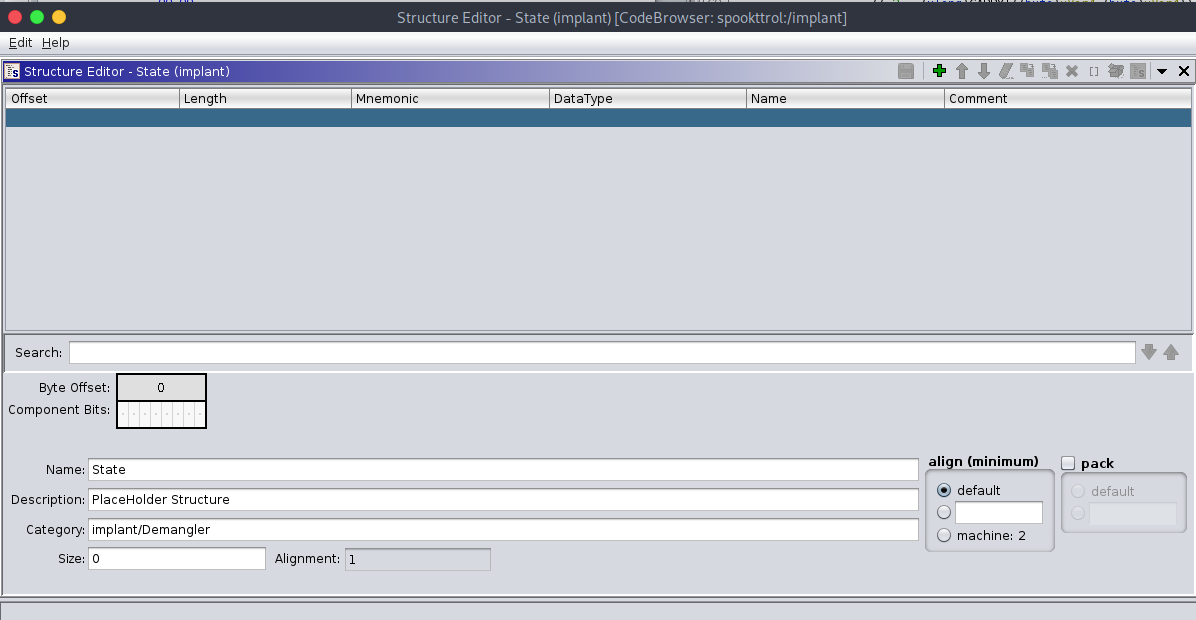 Structure Editor - State (implant) [CodeBrowser: spookttrol:/implant]
Edit Help
Structure Editor - State (implant)
Offset Length Mnemonic DataType Name Comment
Search:
Byte Offset: 0
Component Bits:
align (minimum) pack
Name: State
default default
Description: PlaceHolder Structure
Category: implant/Demangler
machine: 2
Size: 0 Alignment: 1